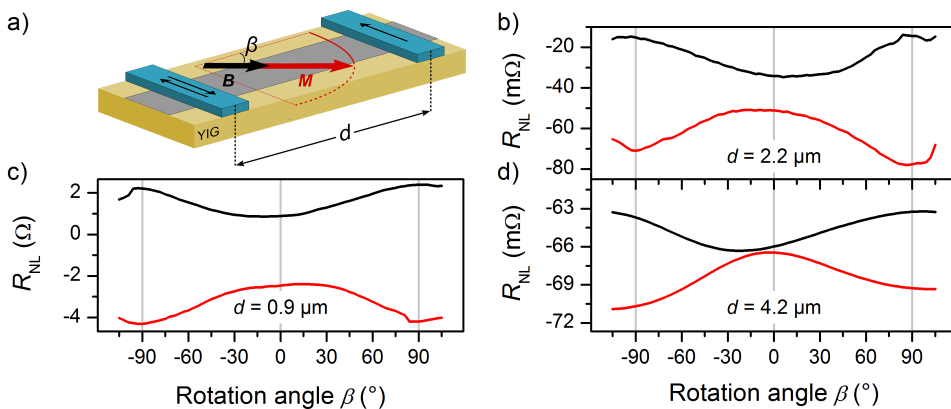 a)
β
B
M
YIG
d
b)
-20
-40
-60
-80
R_NL (mΩ)
d = 2.2 µm
c)
2
0
-2
-4
R_NL (Ω)
d = 0.9 µm
-90 -60 -30 0 30 60 90
Rotation angle β (°)
d)
-63
-66
-69
-72
R_NL (mΩ)
d = 4.2 µm
-90 -60 -30 0 30 60 90
Rotation angle β (°)